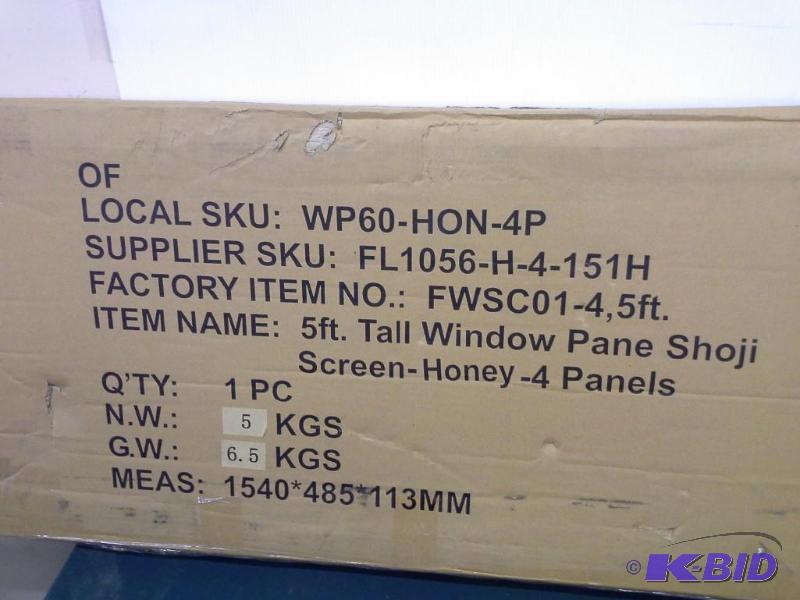 OF
LOCAL SKU: WP60-HON-4P
SUPPLIER SKU: FL1056-H-4-151H
FACTORY ITEM NO.: FWSC01-4,5ft.
ITEM NAME: 5ft. Tall Window Pane Shoji
Screen-Honey-4 Panels
Q'TY: 1 PC
N.W.: 5 KGS
G.W.: 6.5 KGS
MEAS: 1540*485*113MM
© K-BID